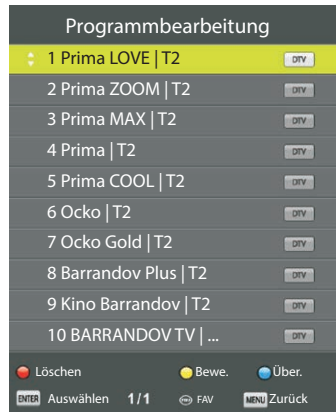 Programmbearbeitung
1 Prima LOVE | T2 DTV
2 Prima ZOOM | T2 DTV
3 Prima MAX | T2 DTV
4 Prima | T2 DTV
5 Prima COOL | T2 DTV
6 Ocko | T2 DTV
7 Ocko Gold | T2 DTV
8 Barrandov Plus | T2 DTV
9 Kino Barrandov | T2 DTV
10 BARRANDOV TV | ... DTV
Löschen Bewe. Über.
ENTER Auswählen 1/1 FAV MENU Zurück